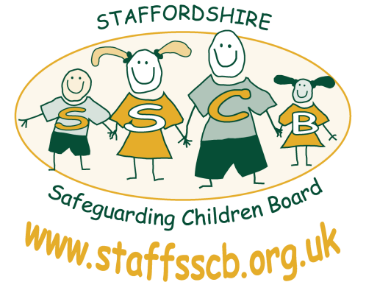 STAFFORDSHIRE
S S C B
Safeguarding Children Board
www.staffsscb.org.uk